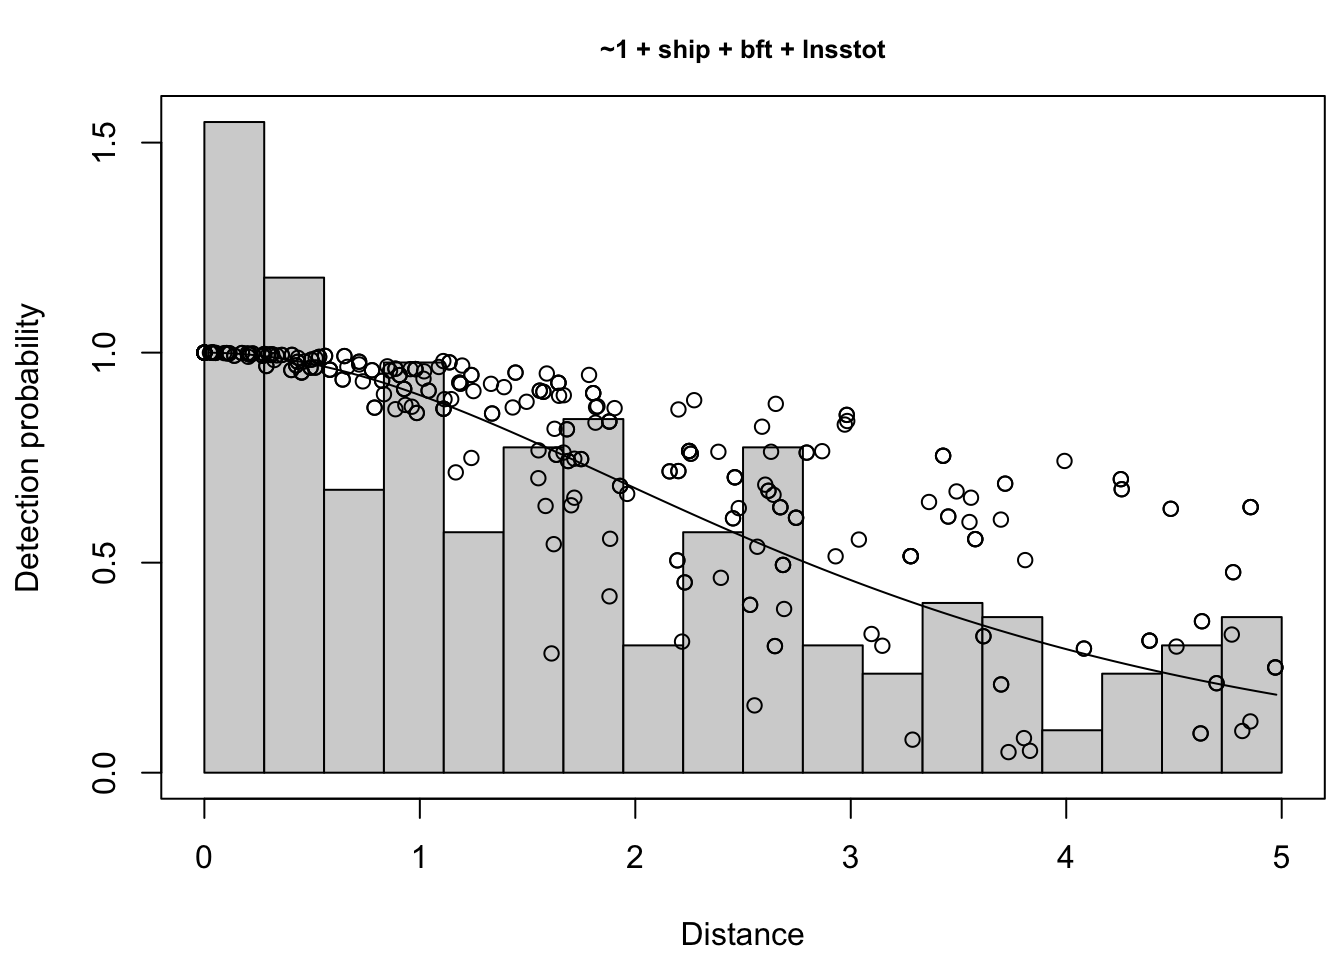 ~1 + ship + bft + lnsstot
Detection probability
1.5
1.0
0.5
0.0
0 1 2 3 4 5
Distance